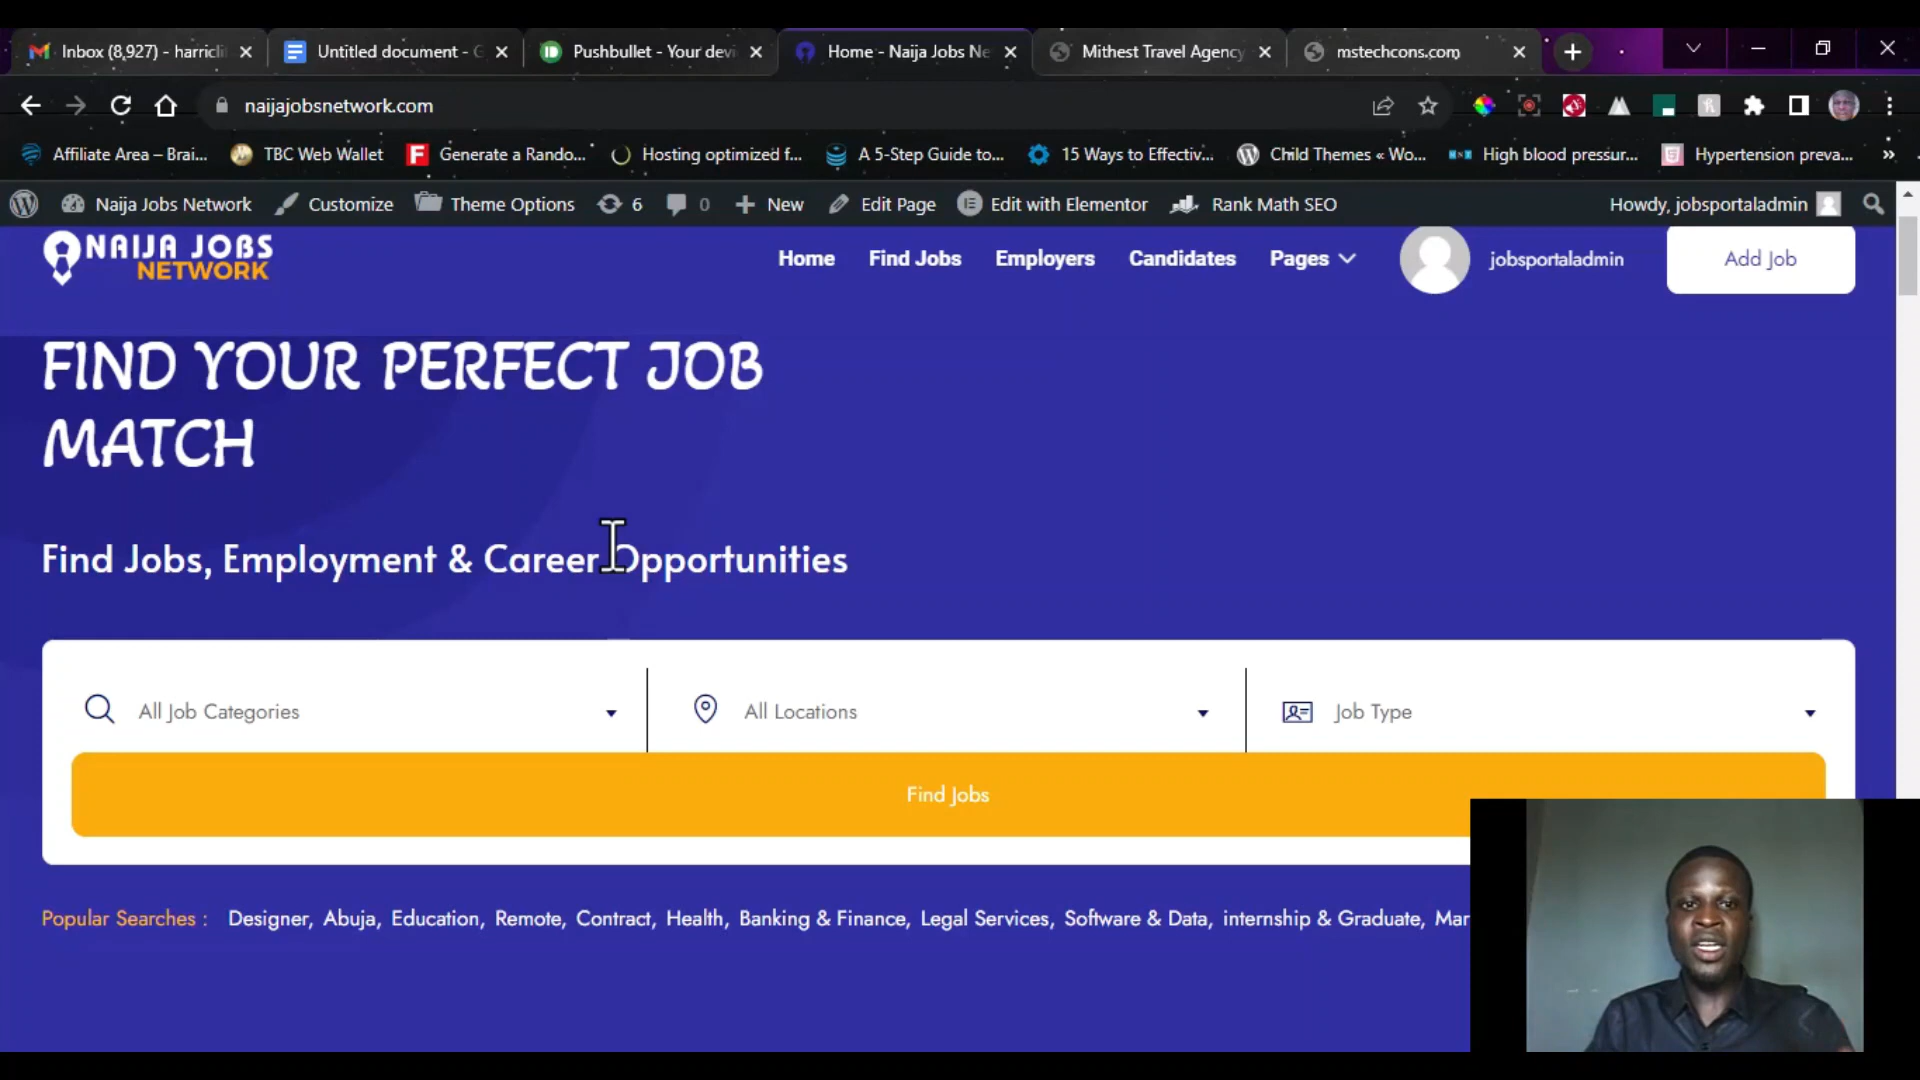 Inbox (8,927) - harricli
Untitled document - G
Pushbullet - Your devi
Home - Naija Jobs Ne
Mithest Travel Agency
mstechcons.com
naijajobsnetwork.com
Affiliate Area – Brai...
TBC Web Wallet
Generate a Rando...
Hosting optimized f...
A 5-Step Guide to...
15 Ways to Effectiv...
Child Themes « Wo...
High blood pressur...
Hypertension preva...
Naija Jobs Network
Customize
Theme Options
6
0
New
Edit Page
Edit with Elementor
Rank Math SEO
Howdy, jobsportaladmin
NAIJA JOBS
NETWORK
Home
Find Jobs
Employers
Candidates
Pages
jobsportaladmin
Add Job
FIND YOUR PERFECT JOB
MATCH
Find Jobs, Employment & Career Opportunities
All Job Categories
All Locations
Job Type
Find Jobs
Popular Searches : Designer, Abuja, Education, Remote, Contract, Health, Banking & Finance, Legal Services, Software & Data, internship & Graduate, Mar